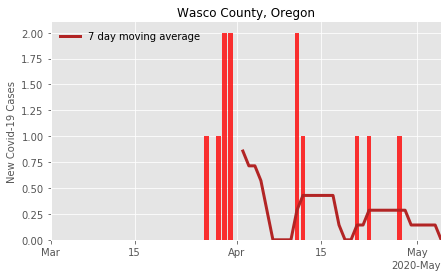 Wasco County, Oregon
7 day moving average
New Covid-19 Cases
2.00
1.75
1.50
1.25
1.00
0.75
0.50
0.25
0.00
Mar
15
Apr
15
May
2020-May